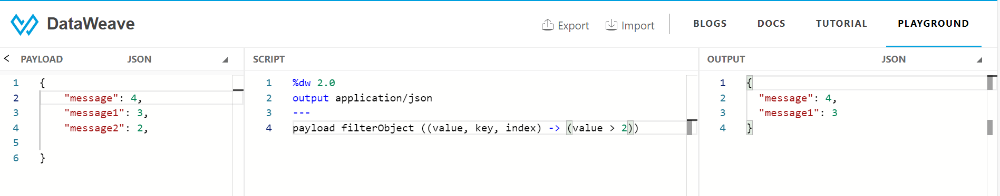 DataWeave
Export Import BLOGS DOCS TUTORIAL PLAYGROUND
< PAYLOAD JSON
1 {
2 "message": 4,
3 "message1": 3,
4 "message2": 2,
5
6 }
SCRIPT
1 %dw 2.0
2 output application/json
3 ---
4 payload filterObject ((value, key, index) -> (value > 2))
OUTPUT JSON
1 {
2 "message": 4,
3 "message1": 3
4 }